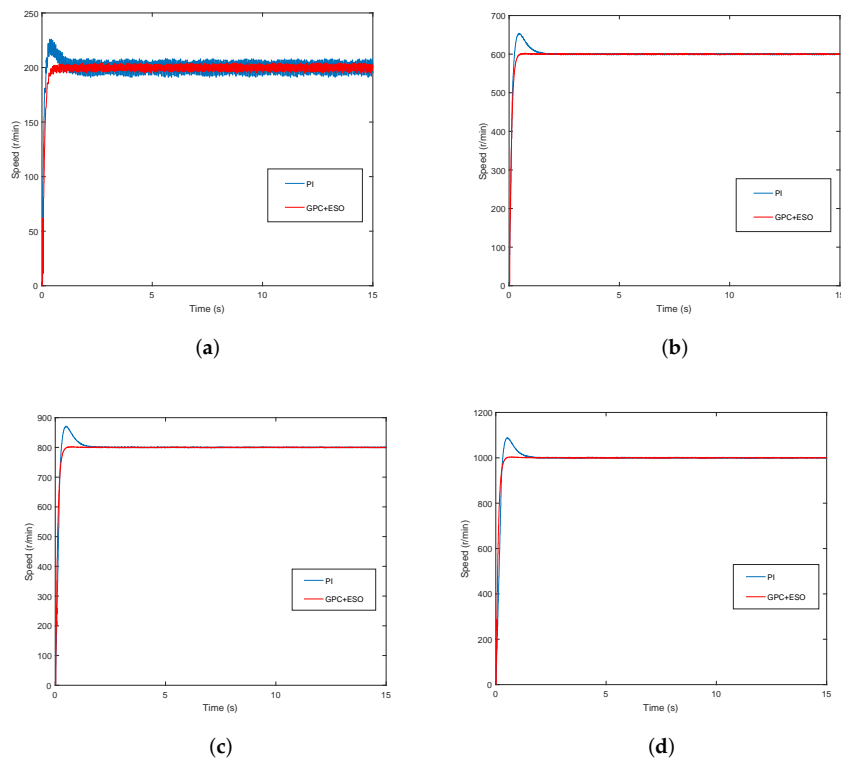 250
200
150
100
50
0
Speed (r/min)
PI
GPC+ESO
0 5 10 15
Time (s)
(a)
700
600
500
400
300
200
100
0
Speed (r/min)
PI
GPC+ESO
0 5 10 15
Time (s)
(b)
900
800
700
600
500
400
300
200
100
0
Speed (r/min)
PI
GPC+ESO
0 5 10 15
Time (s)
(c)
1200
1000
800
600
400
200
0
Speed (r/min)
PI
GPC+ESO
0 5 10 15
Time (s)
(d)